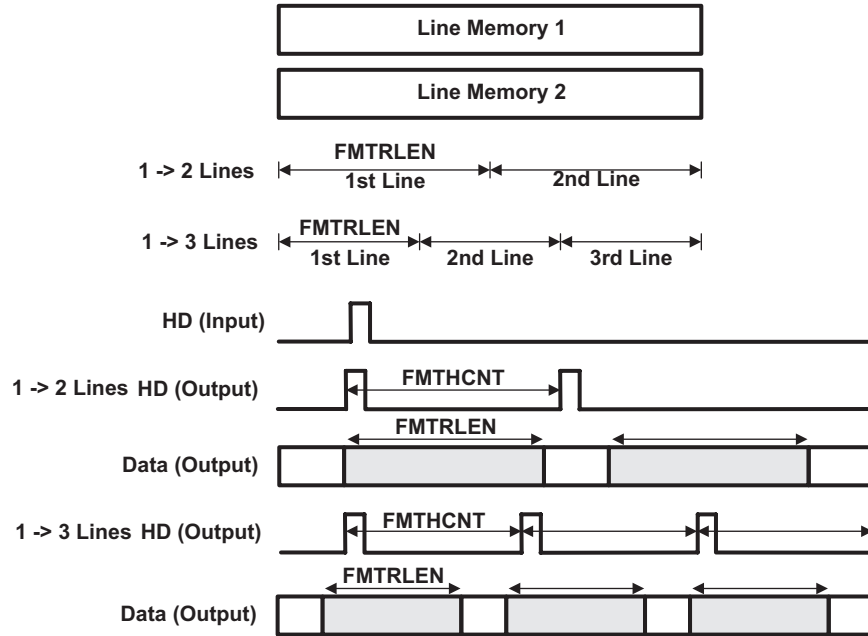 Line Memory 1
Line Memory 2
1 -> 2 Lines
FMTRLEN
1st Line
2nd Line
1 -> 3 Lines
FMTRLEN
1st Line
2nd Line
3rd Line
HD (Input)
1 -> 2 Lines HD (Output)
FMTHCNT
FMTRLEN
Data (Output)
1 -> 3 Lines HD (Output)
FMTHCNT
FMTRLEN
Data (Output)